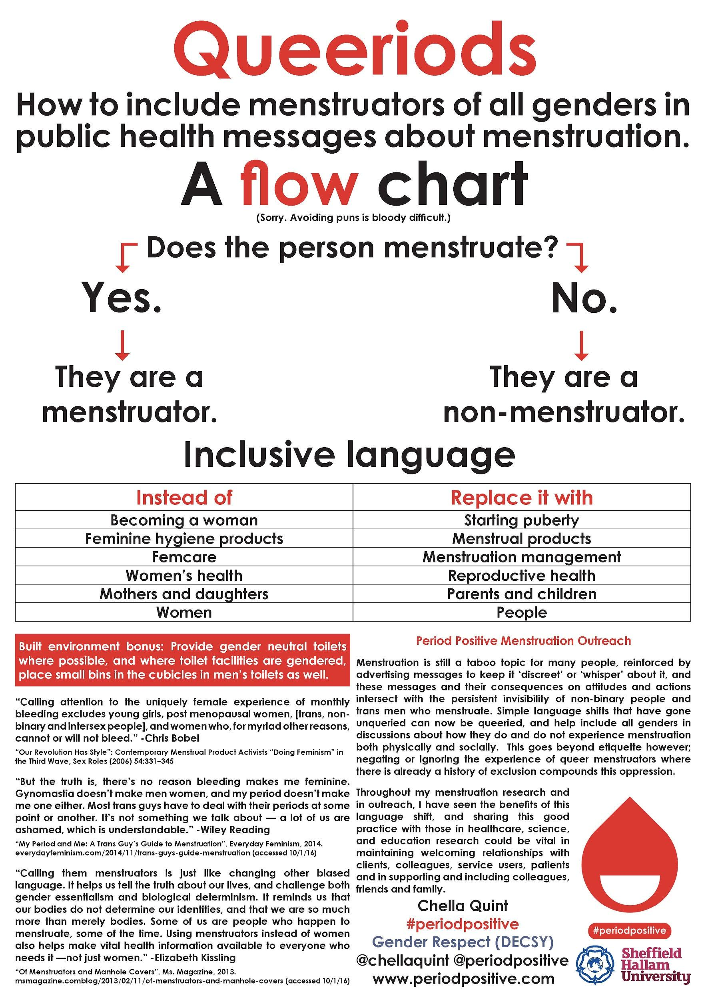 Queeriods
How to include menstruators of all genders in
public health messages about menstruation.
A flow chart
(Sorry. Avoiding puns is bloody difficult.)
Does the person menstruate?
Yes.
No.
They are a
menstruator.
They are a
non-menstruator.
Inclusive language
Instead of
Replace it with
Becoming a woman
Starting puberty
Feminine hygiene products
Menstrual products
Femcare
Menstruation management
Women’s health
Reproductive health
Mothers and daughters
Parents and children
Women
People
Built environment bonus: Provide gender neutral toilets
where possible, and where toilet facilities are gendered,
place small bins in the cubicles in men’s toilets as well.
“Calling attention to the uniquely female experience of monthly
bleeding excludes young girls, post menopausal women, [trans, non-
binary and intersex people], and women who, for myriad other reasons,
cannot or will not bleed.” -Chris Bobel
“Our Revolution Has Style”: Contemporary Menstrual Product Activists “Doing Feminism” in
the Third Wave, Sex Roles (2006) 54:331–345
“But the truth is, there’s no reason bleeding makes me feminine.
Gynomastia doesn’t make men women, and my period doesn’t make
me one either. Most trans guys have to deal with their periods at some
point or another. It’s not something we talk about — a lot of us are
ashamed, which is understandable.” -Wiley Reading
“My Period and Me: A Trans Guy’s Guide to Menstruation”, Everyday Feminism, 2014.
everydayfeminism.com/2014/11/trans-guys-guide-menstruation (accessed 10/1/16)
“Calling them menstruators is just like changing other biased
language. It helps us tell the truth about our lives, and challenge both
gender essentialism and biological determinism. It reminds us that
our bodies do not determine our identities, and that we are so much
more than merely bodies. Some of us are people who happen to
menstruate, some of the time. Using menstruators instead of women
also helps make vital health information available to everyone who
needs it —not just women.” -Elizabeth Kissling
“Of Menstruators and Manhole Covers”, Ms. Magazine, 2013.
msmagazine.comblog/2013/02/11/of-menstruators-and-manhole-covers (accessed 10/1/16)
Period Positive Menstruation Outreach
Menstruation is still a taboo topic for many people, reinforced by
advertising messages to keep it ‘discreet’ or ‘whisper’ about it, and
these messages and their consequences on attitudes and actions
intersect with the persistent invisibility of non-binary people and
trans men who menstruate. Simple language shifts that have gone
unqueried can now be queeried, and help include all genders in
discussions about how they do and do not experience menstruation
both physically and socially. This goes beyond etiquette however;
negating or ignoring the experience of queer menstruators where
there is already a history of exclusion compounds this oppression.
Throughout my menstruation research and
in outreach, I have seen the benefits of this
language shift, and sharing this good
practice with those in healthcare, science,
and education research could be vital in
maintaining welcoming relationships with
clients, colleagues, service users, patients
and in supporting and including colleagues,
friends and family.
Chella Quint
#periodpositive
Gender Respect (DECSY)
@chellaquint @periodpositive
www.periodpositive.com
#periodpositive
Sheffield
Hallam
University